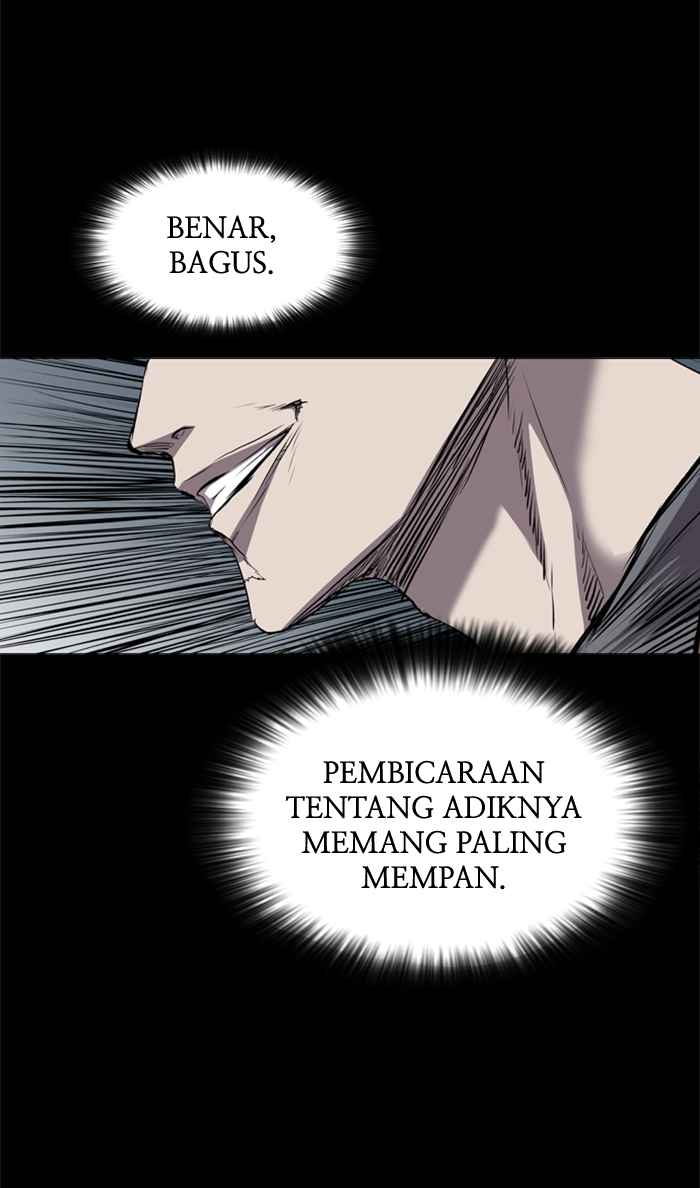 BENAR,
BAGUS.
PEMBICARAAN
TENTANG ADIKNYA
MEMANG PALING
MEMPAN.